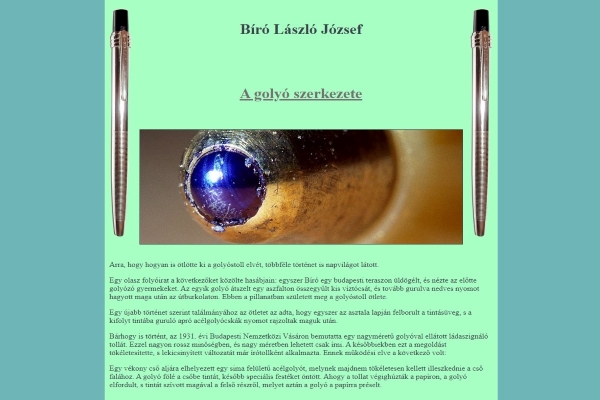 Bíró László József
A golyó szerkezete
Arra, hogy hogyan is ötlötte ki a golyóstoll elvét, többféle történet is napvilágot látott.
Egy olasz folyóirat a következőket közölte hasábjain: egyszer Bíró egy budapesti teraszon üldögélt, és nézte az előtte
golyózó gyermekeket. Az egyik golyó átszelt egy aszfalton összegyűlt kis víztócsát, és tovább gurulva nedves nyomot
hagyott maga után az útburkolaton. Ebben a pillanatban született meg a golyóstoll ötlete.
Egy újabb történet szerint találmányához az ötletet az adta, hogy egyszer az asztala lapján felborult a tintásüveg, s a
kifolyt tintába guruló apró acélgolyócskák nyomot rajzoltak maguk után.
Bárhogy is történt, az 1931. évi Budapesti Nemzetközi Vásáron bemutatta egy nagyméretű golyóval ellátott ládaszignáló
tollát. Ezzel nagyon rossz minőségben, és nagy méretben lehetett csak írni. A későbbiekben ezt a megoldást
tökéletesítette, s lekicsinyített változatát már írótollként alkalmazta. Ennek működési elve a következő volt:
Egy vékony cső aljára elhelyezett egy sima felületű acélgolyót, melynek majdnem tökéletesen kellett illeszkednie a cső
falához. A golyó fölé a csőbe tintát, később speciális festéket öntött. Ahogy a tollat végighúzták a papíron, a golyó
elfordult, s tintát szívott magával a felső részről, melyet aztán a golyó a papírra préselt.